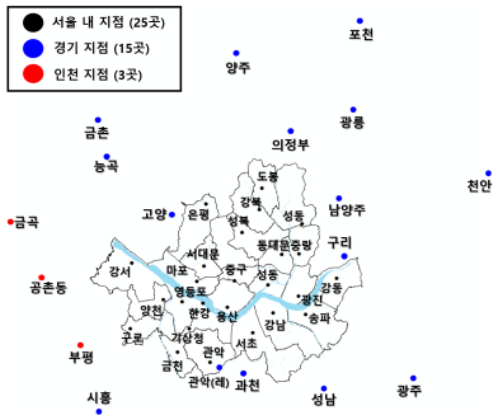 서울 내 지점 (25곳)
경기 지점 (15곳)
인천 지점 (3곳)
포천
양주
광릉
금촌
의정부
능곡
도봉
천안
강북
남양주
은평
고양
성북
성동
금곡
구리
동대문
중랑
서대문
강서
마포
중구
성동
강동
공촌동
영등포
광진
양천
한강
용산
강남
송파
구로
기상청
서초
부평
관악
금천
관악(레)
과천
광주
시흥
성남